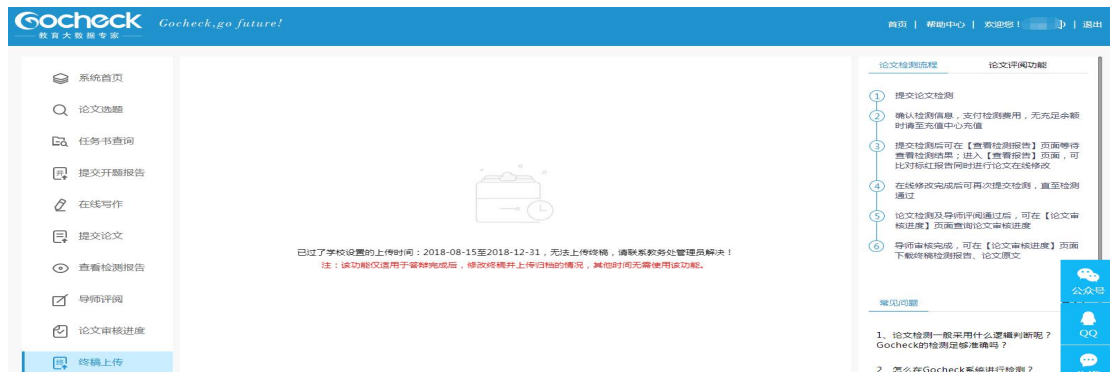 Gocheck
教育大数据专家
Gocheck,go future!
首页 | 帮助中心 | 欢迎您！ ) | 退出
系统首页
论文选题
任务书查询
提交开题报告
在线写作
提交论文
查看检测报告
导师评阅
论文审核进度
终稿上传
已过了学校设置的上传时间：2018-08-15至2018-12-31，无法上传终稿，请联系教务处管理员解决！
注：该功能仅适用于答辩完成后，修改终稿并上传归档的情况，其他时间无需使用该功能。
论文检测流程 论文评阅功能
1 提交论文检测
2 确认检测信息，支付检测费用，无充足余额
时请至充值中心充值
3 提交检测后可在【查看检测报告】页面等待
查看检测结果；进入【查看报告】页面，可
比对标红报告同时进行论文在线修改
4 在线修改完成后可再次提交检测，直至检测
通过
5 论文检测及导师评阅通过后，可在【论文审
核进度】页面查询论文审核进度
6 导师审核完成，可在【论文审核进度】页面
下载终稿检测报告、论文原文
公众号
常见问题
QQ
1、论文检测一般采用什么逻辑判断呢？
Gocheck的检测足够准确吗？
2、怎么在Gocheck系统进行检测？